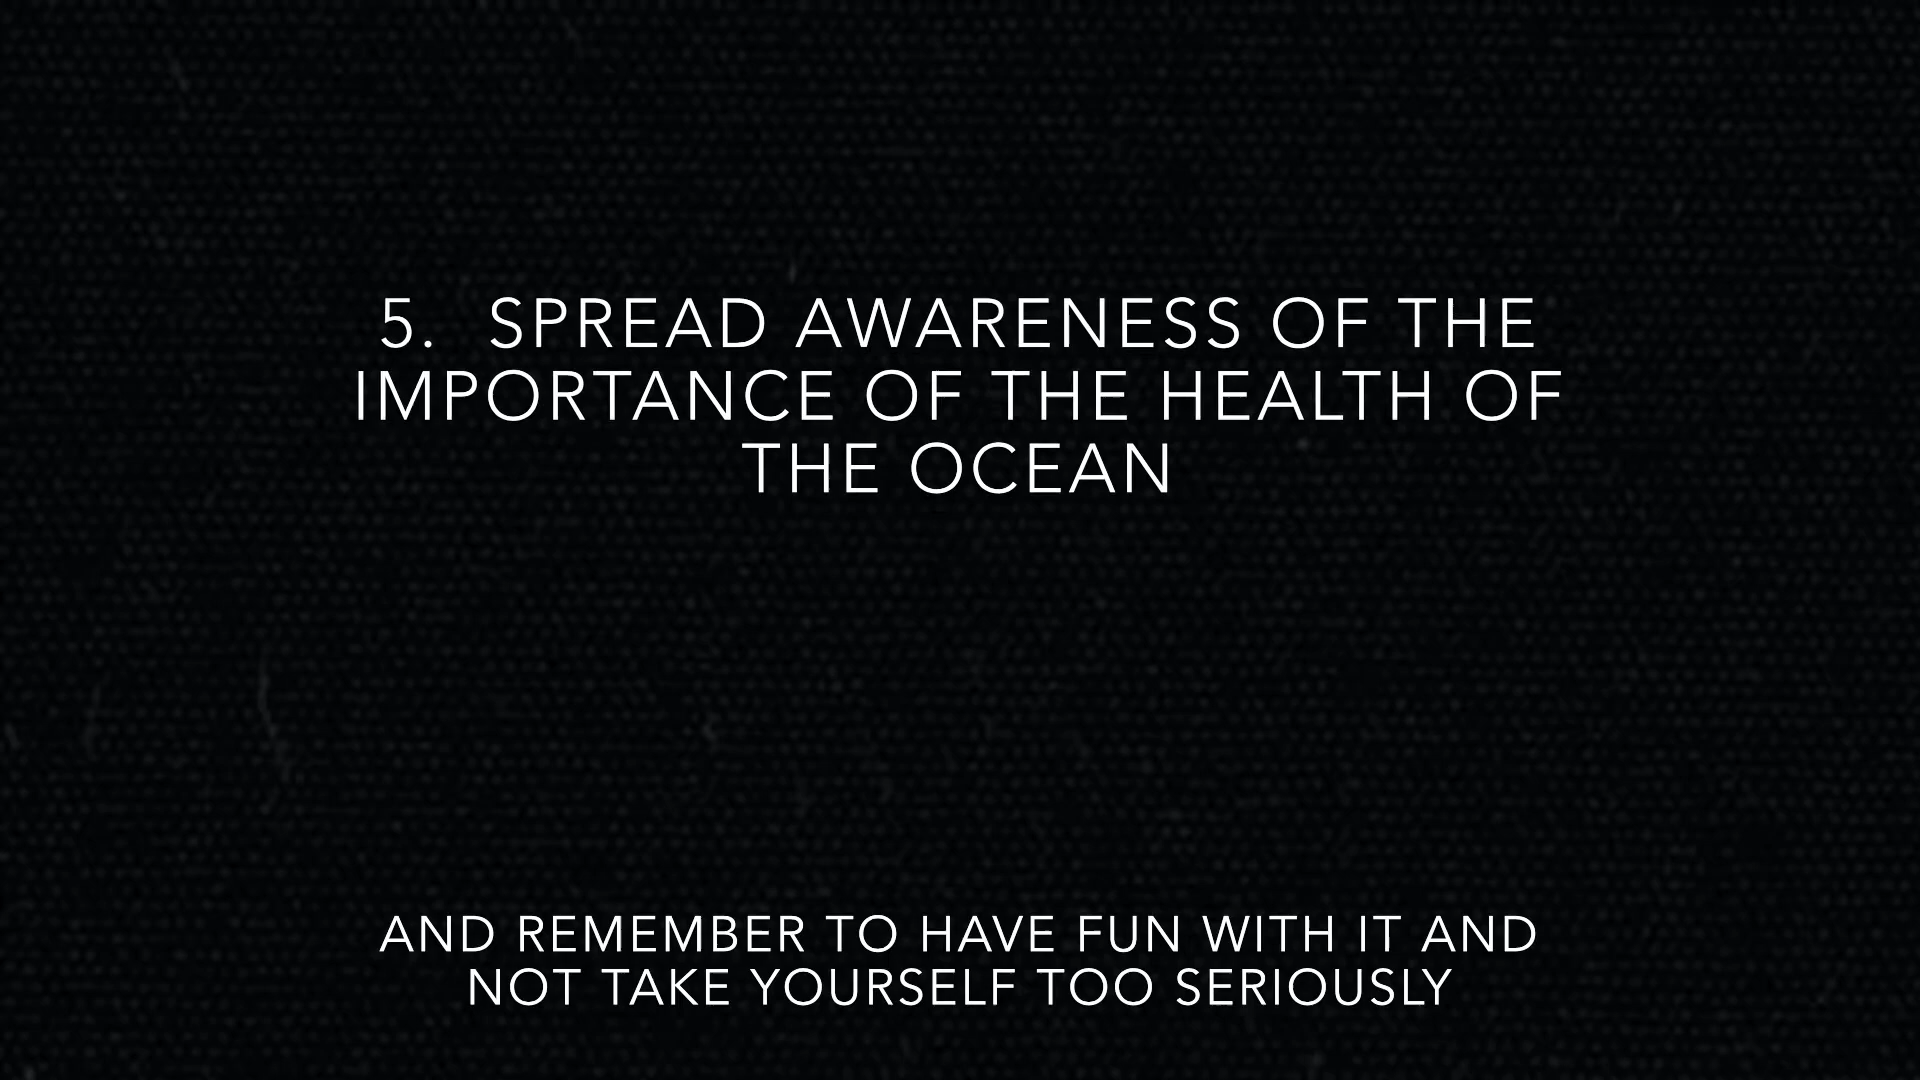 5.  SPREAD AWARENESS OF THE
IMPORTANCE OF THE HEALTH OF
THE OCEAN
AND REMEMBER TO HAVE FUN WITH IT AND
NOT TAKE YOURSELF TOO SERIOUSLY